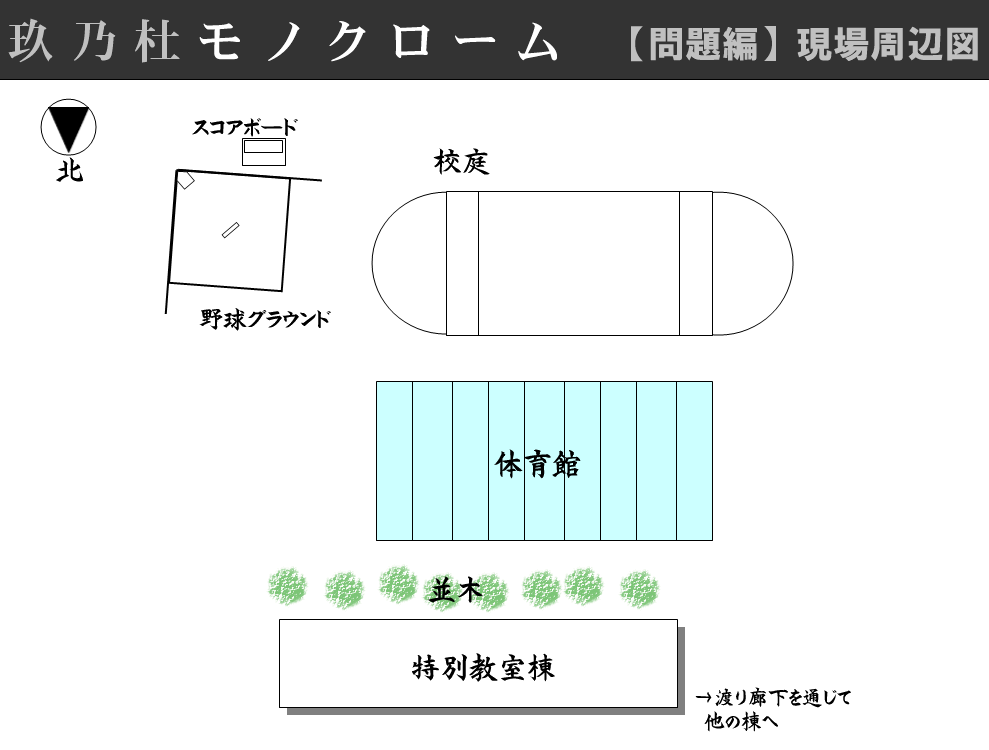 玖乃杜モノクローム 【問題編】現場周辺図
北
スコアボード
校庭
野球グラウンド
体育館
並木
特別教室棟
→渡り廊下を通じて
他の棟へ